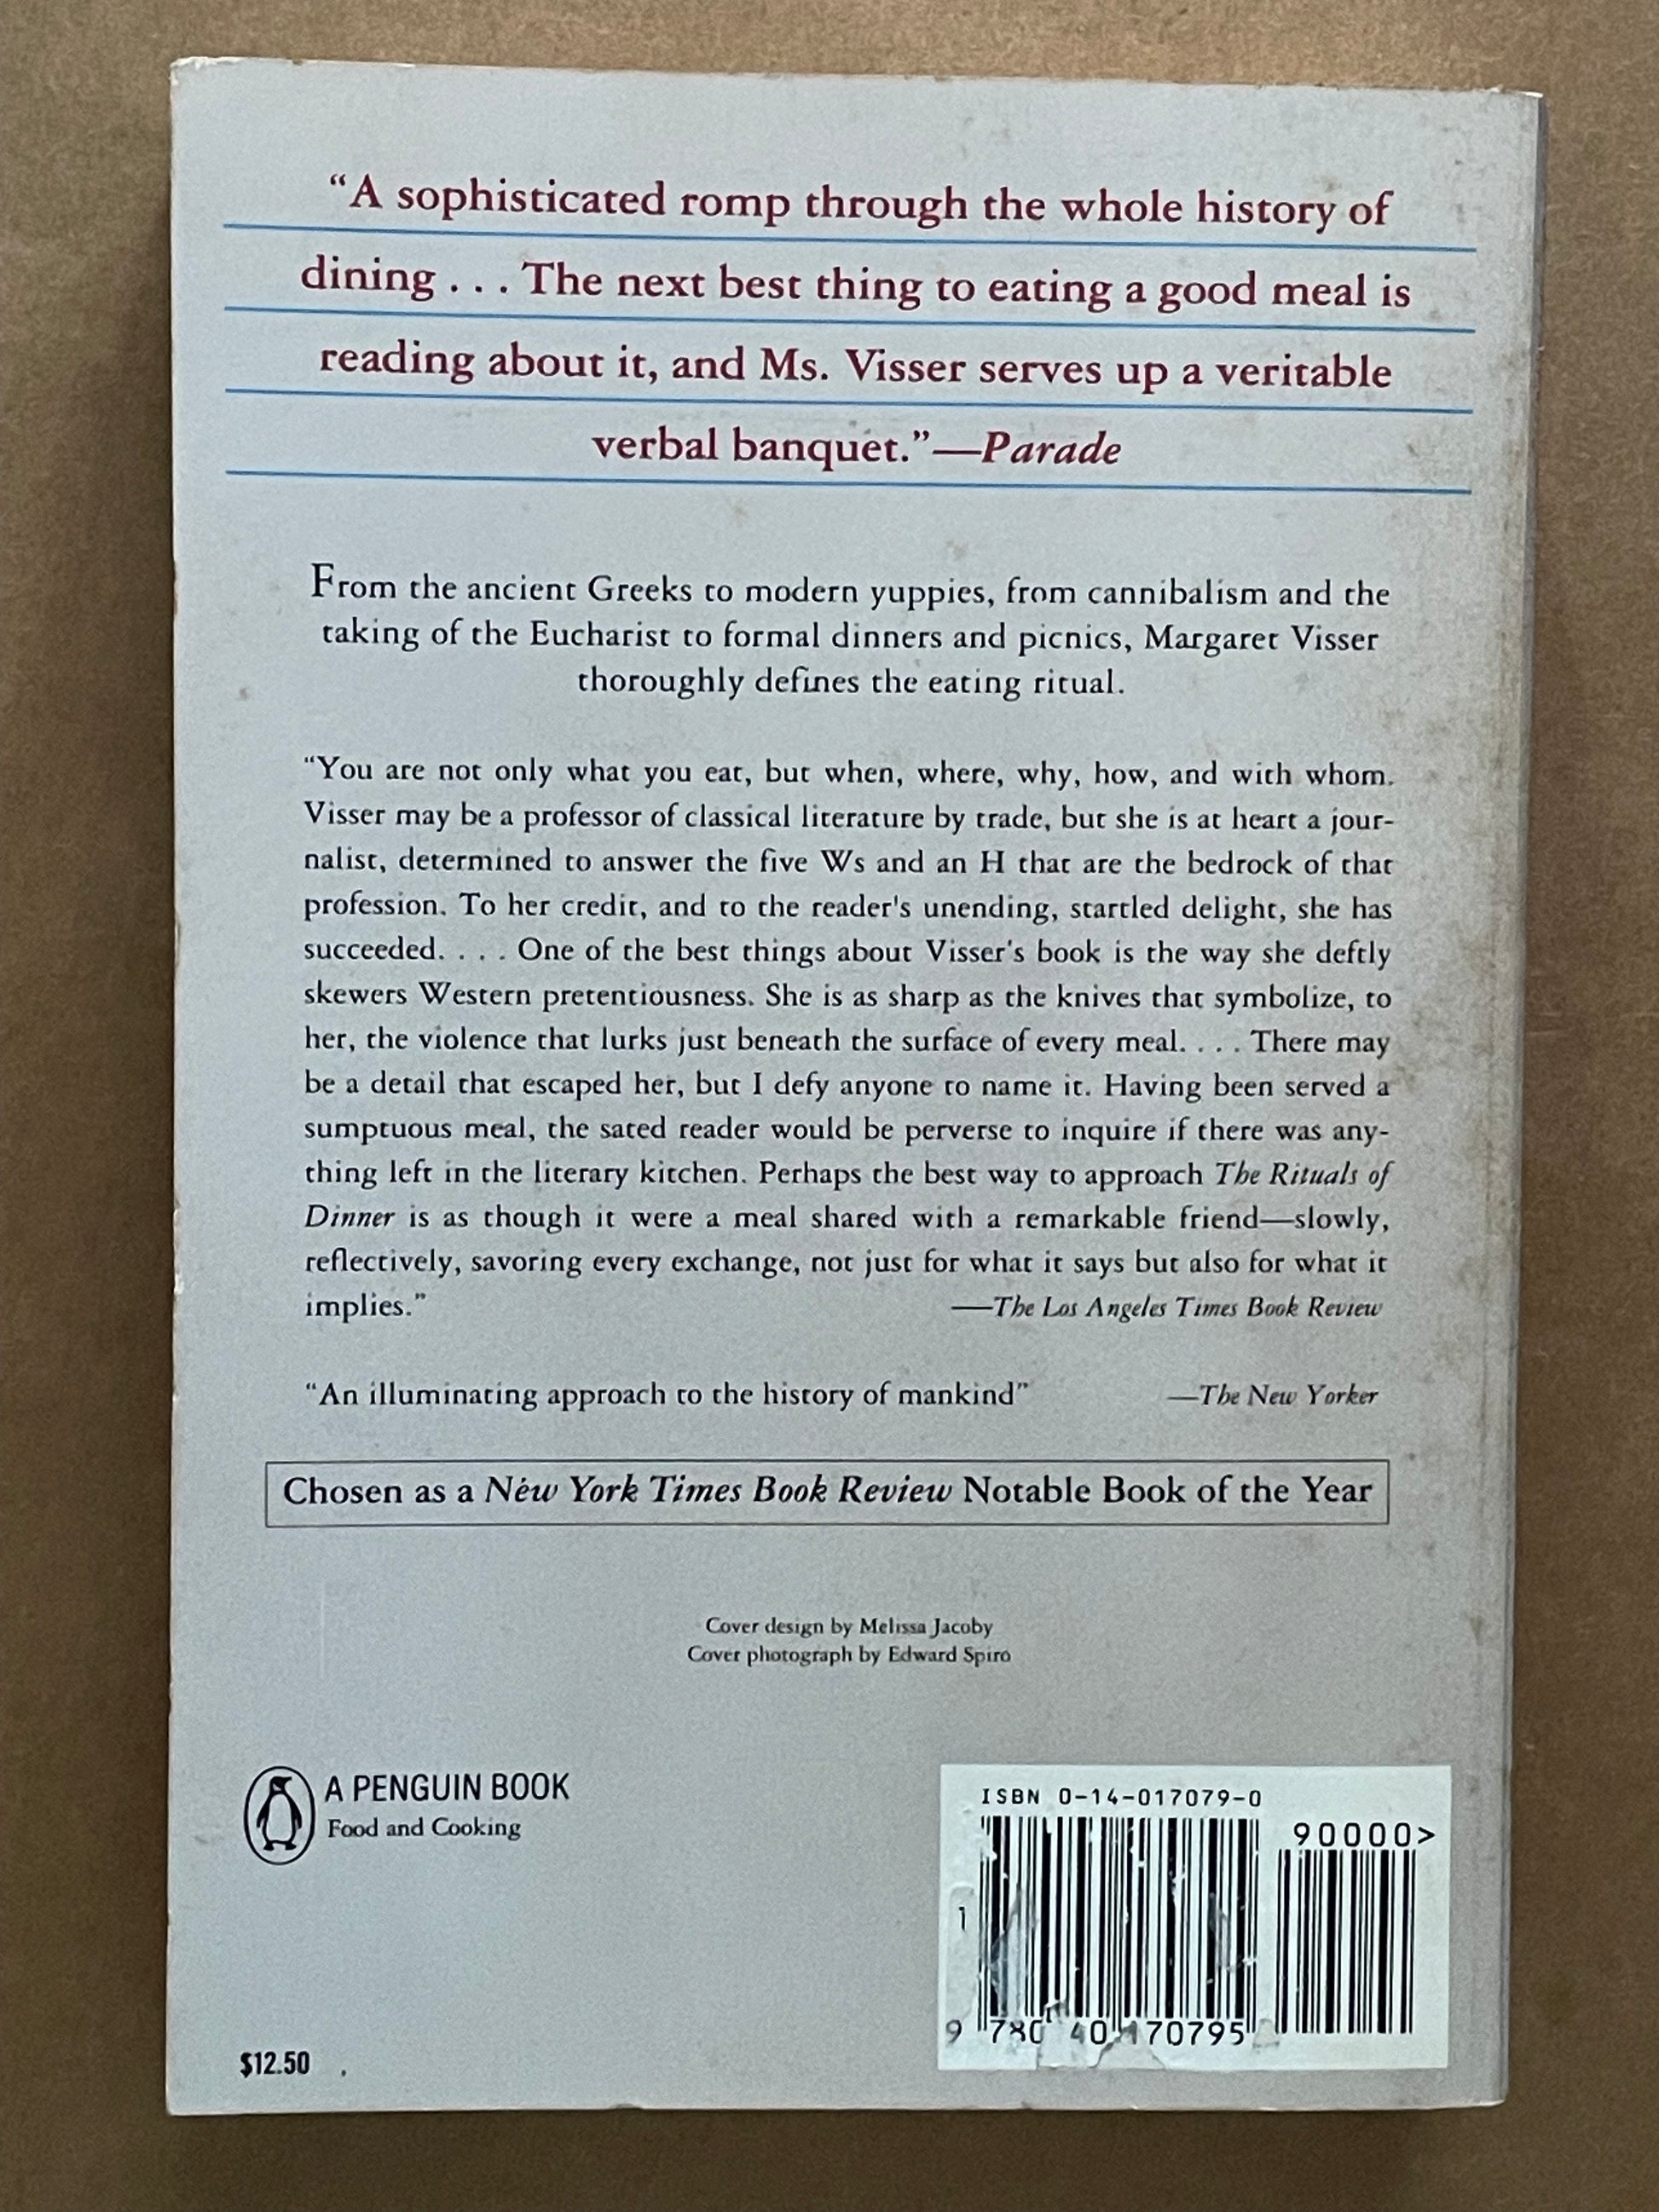 “A sophisticated romp through the whole history of
dining . . . The next best thing to eating a good meal is
reading about it, and Ms. Visser serves up a veritable
verbal banquet.”—Parade
From the ancient Greeks to modern yuppies, from cannibalism and the
taking of the Eucharist to formal dinners and picnics, Margaret Visser
thoroughly defines the eating ritual.
“You are not only what you eat, but when, where, why, how, and with whom.
Visser may be a professor of classical literature by trade, but she is at heart a jour-
nalist, determined to answer the five Ws and an H that are the bedrock of that
profession. To her credit, and to the reader's unending, startled delight, she has
succeeded. . . . One of the best things about Visser's book is the way she deftly
skewers Western pretentiousness. She is as sharp as the knives that symbolize, to
her, the violence that lurks just beneath the surface of every meal. . . . There may
be a detail that escaped her, but I defy anyone to name it. Having been served a
sumptuous meal, the sated reader would be perverse to inquire if there was any-
thing left in the literary kitchen. Perhaps the best way to approach The Rituals of
Dinner is as though it were a meal shared with a remarkable friend—slowly,
reflectively, savoring every exchange, not just for what it says but also for what it
implies.” —The Los Angeles Times Book Review
“An illuminating approach to the history of mankind” —The New Yorker
Chosen as a New York Times Book Review Notable Book of the Year
Cover design by Melissa Jacoby
Cover photograph by Edward Spiro
A PENGUIN BOOK
Food and Cooking
$12.50
ISBN 0-14-017079-0
90000>
1
9 780 40 170795